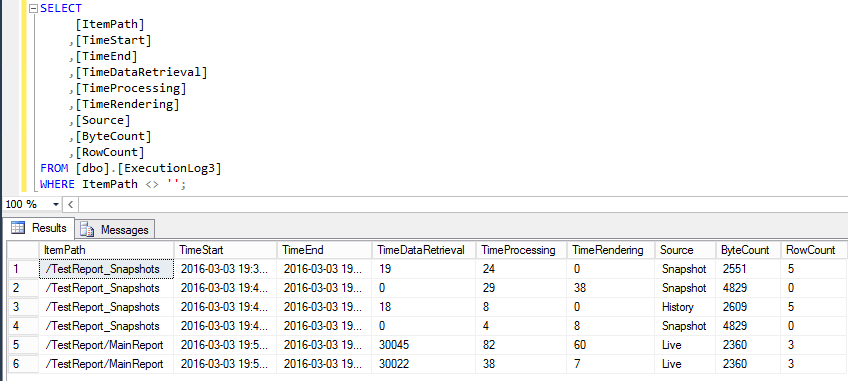 SELECT
[ItemPath]
,[TimeStart]
,[TimeEnd]
,[TimeDataRetrieval]
,[TimeProcessing]
,[TimeRendering]
,[Source]
,[ByteCount]
,[RowCount]
FROM [dbo].[ExecutionLog3]
WHERE ItemPath <> '';
100 %
Results Messages
ItemPath TimeStart TimeEnd TimeDataRetrieval TimeProcessing TimeRendering Source ByteCount RowCount
1 /TestReport_Snapshots 2016-03-03 19:3... 2016-03-03 19... 19 24 0 Snapshot 2551 5
2 /TestReport_Snapshots 2016-03-03 19:4... 2016-03-03 19... 0 29 38 Snapshot 4829 0
3 /TestReport_Snapshots 2016-03-03 19:4... 2016-03-03 19... 18 8 0 History 2609 5
4 /TestReport_Snapshots 2016-03-03 19:4... 2016-03-03 19... 0 4 8 Snapshot 4829 0
5 /TestReport/MainReport 2016-03-03 19:5... 2016-03-03 19... 30045 82 60 Live 2360 3
6 /TestReport/MainReport 2016-03-03 19:5... 2016-03-03 19... 30022 38 7 Live 2360 3